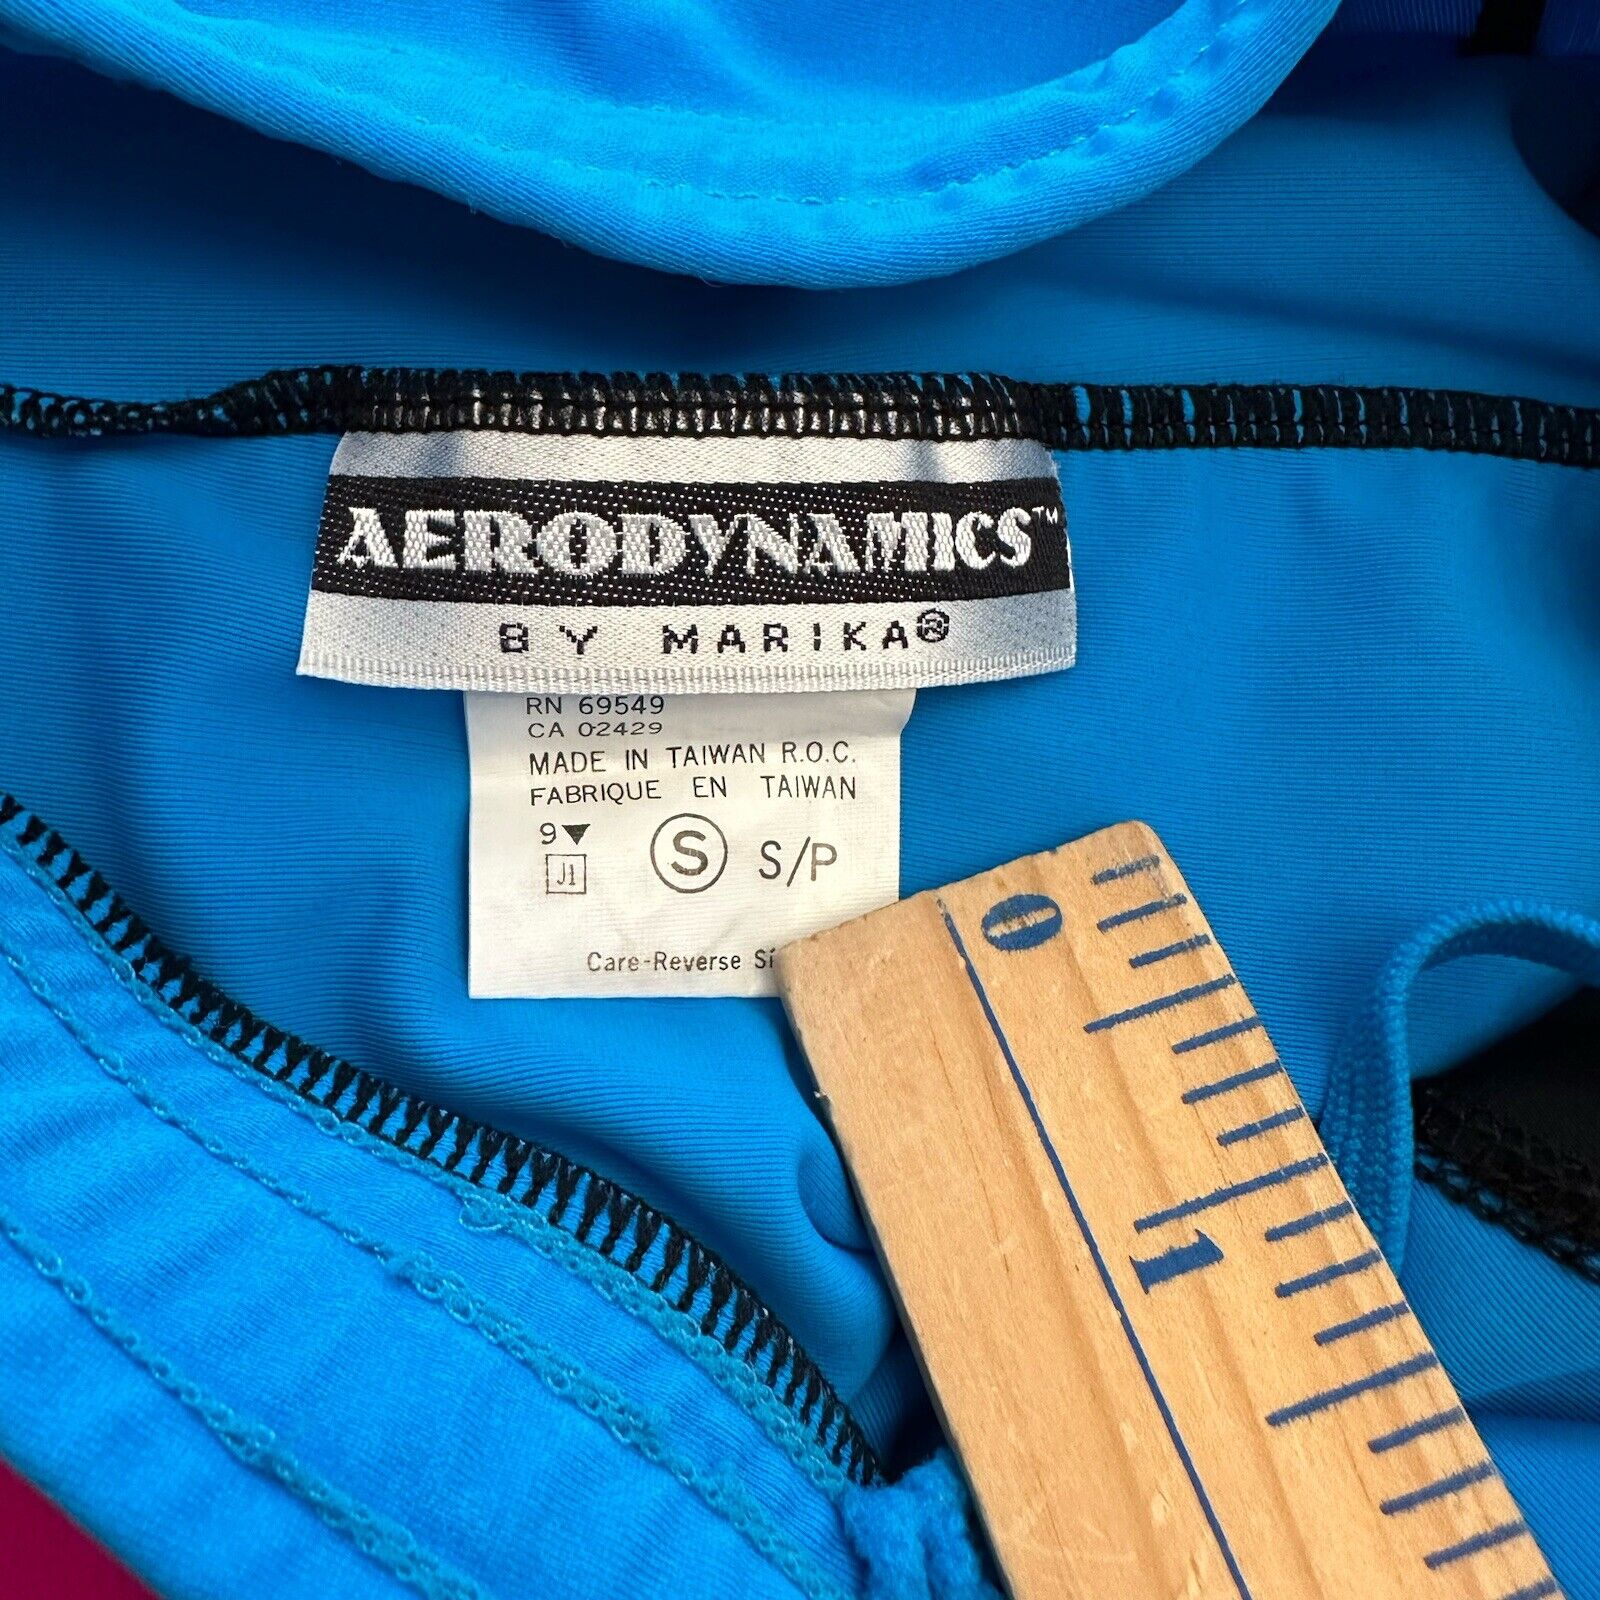 AERODYNAMICS™
BY MARIKA®
RN 69549
CA 02429
MADE IN TAIWAN R.O.C.
FABRIQUE EN TAIWAN
9▼
J1
S S/P
Care-Reverse
0
1